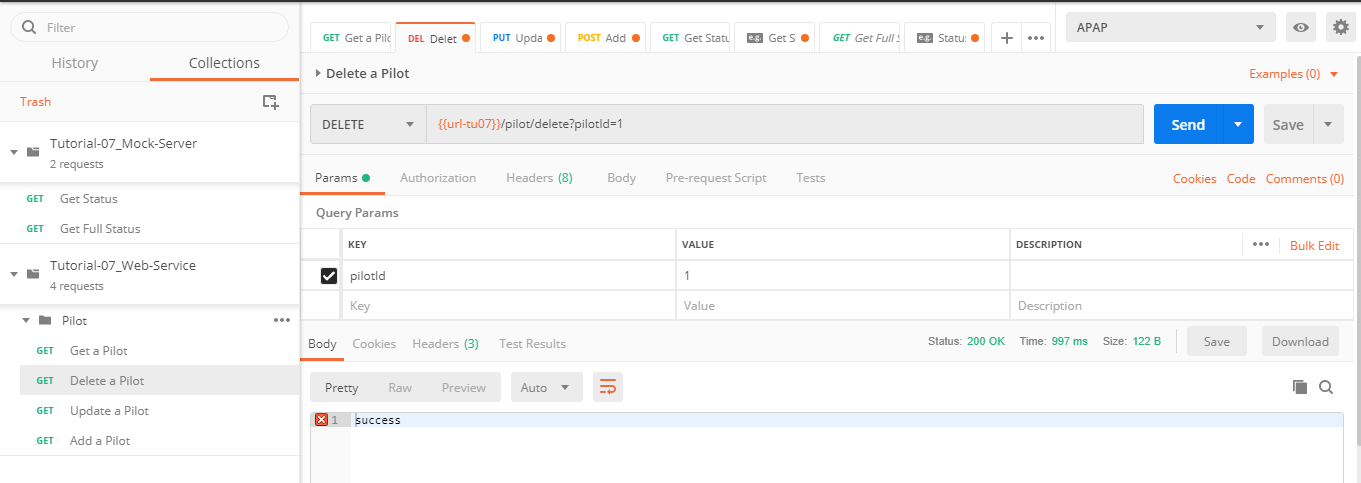 Filter
History Collections
Trash
Tutorial-07_Mock-Server
2 requests
GET Get Status
GET Get Full Status
Tutorial-07_Web-Service
4 requests
Pilot
GET Get a Pilot
GET Delete a Pilot
GET Update a Pilot
GET Add a Pilot
GET Get a Pil DEL Delet PUT Upda POST Add GET Get Statu e.g. Get S GET Get Full S e.g. Status
APAP
Delete a Pilot Examples (0)
DELETE {{url-tu07}}/pilot/delete?pilotId=1 Send Save
Params Authorization Headers (8) Body Pre-request Script Tests Cookies Code Comments (0)
Query Params
KEY VALUE DESCRIPTION Bulk Edit
pilotId 1
Key Value Description
Body Cookies Headers (3) Test Results Status: 200 OK Time: 997 ms Size: 122 B Save Download
Pretty Raw Preview Auto
1 success